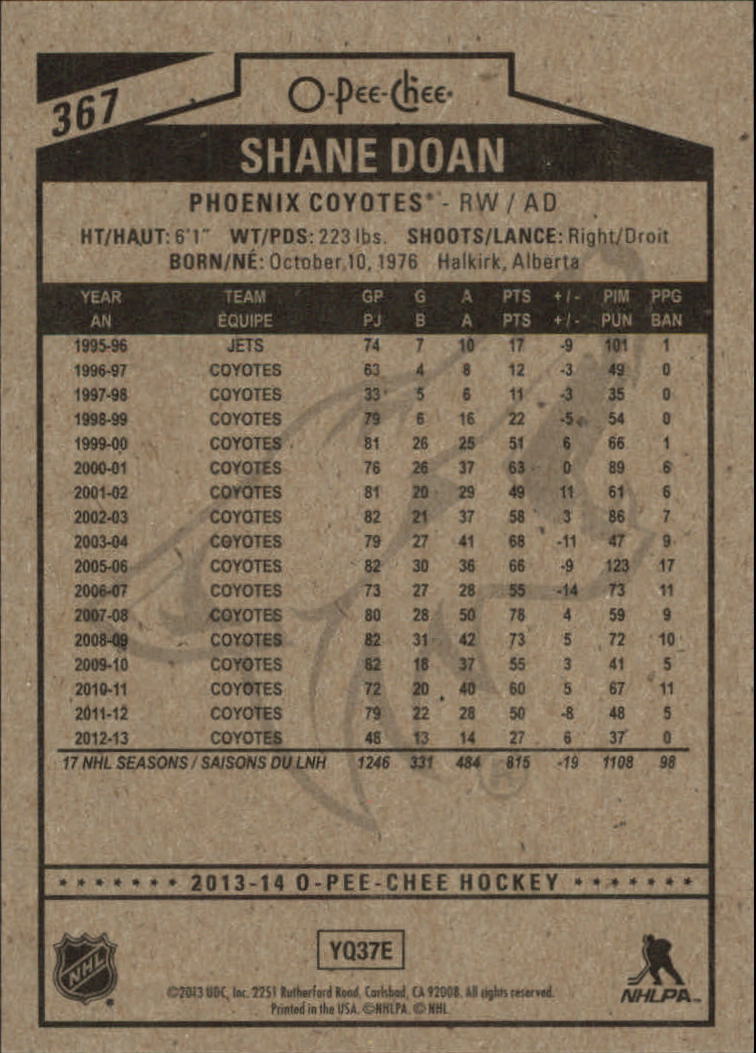 367
O-Pee-Chee
SHANE DOAN
PHOENIX COYOTES® - RW / AD
HT/HAUT: 6'1" WT/PDS: 223 lbs. SHOOTS/LANCE: Right/Droit
BORN/NÉ: October 10, 1976 Halkirk, Alberta
YEAR TEAM GP G A PTS +/- PIM PPG
AN ÉQUIPE PJ B A PTS +/- PUN BAN
1995-96 JETS 74 7 10 17 -9 101 1
1996-97 COYOTES 63 4 8 12 -3 49 0
1997-98 COYOTES 33 5 6 11 -3 35 0
1998-99 COYOTES 79 6 16 22 -5 54 0
1999-00 COYOTES 81 26 25 51 6 66 1
2000-01 COYOTES 76 26 37 63 0 89 6
2001-02 COYOTES 81 20 29 49 11 61 6
2002-03 COYOTES 82 21 37 58 3 86 7
2003-04 COYOTES 79 27 41 68 -11 47 9
2005-06 COYOTES 82 30 36 66 -9 123 17
2006-07 COYOTES 73 27 28 55 -14 73 11
2007-08 COYOTES 80 28 50 78 4 59 9
2008-09 COYOTES 82 31 42 73 5 72 10
2009-10 COYOTES 82 18 37 55 3 41 5
2010-11 COYOTES 72 20 40 60 5 67 11
2011-12 COYOTES 79 22 28 50 -8 48 5
2012-13 COYOTES 48 13 14 27 6 37 0
17 NHL SEASONS / SAISONS DU LNH 1246 331 484 815 -19 1108 98
* * * * * * * 2013-14 O-PEE-CHEE HOCKEY * * * * * * *
YQ37E
NHL
NHLPA™
©2013 UDC, Inc. 2251 Rutherford Road, Carlsbad, CA 92008. All rights reserved.
Printed in the USA. ©NHLPA. © NHL